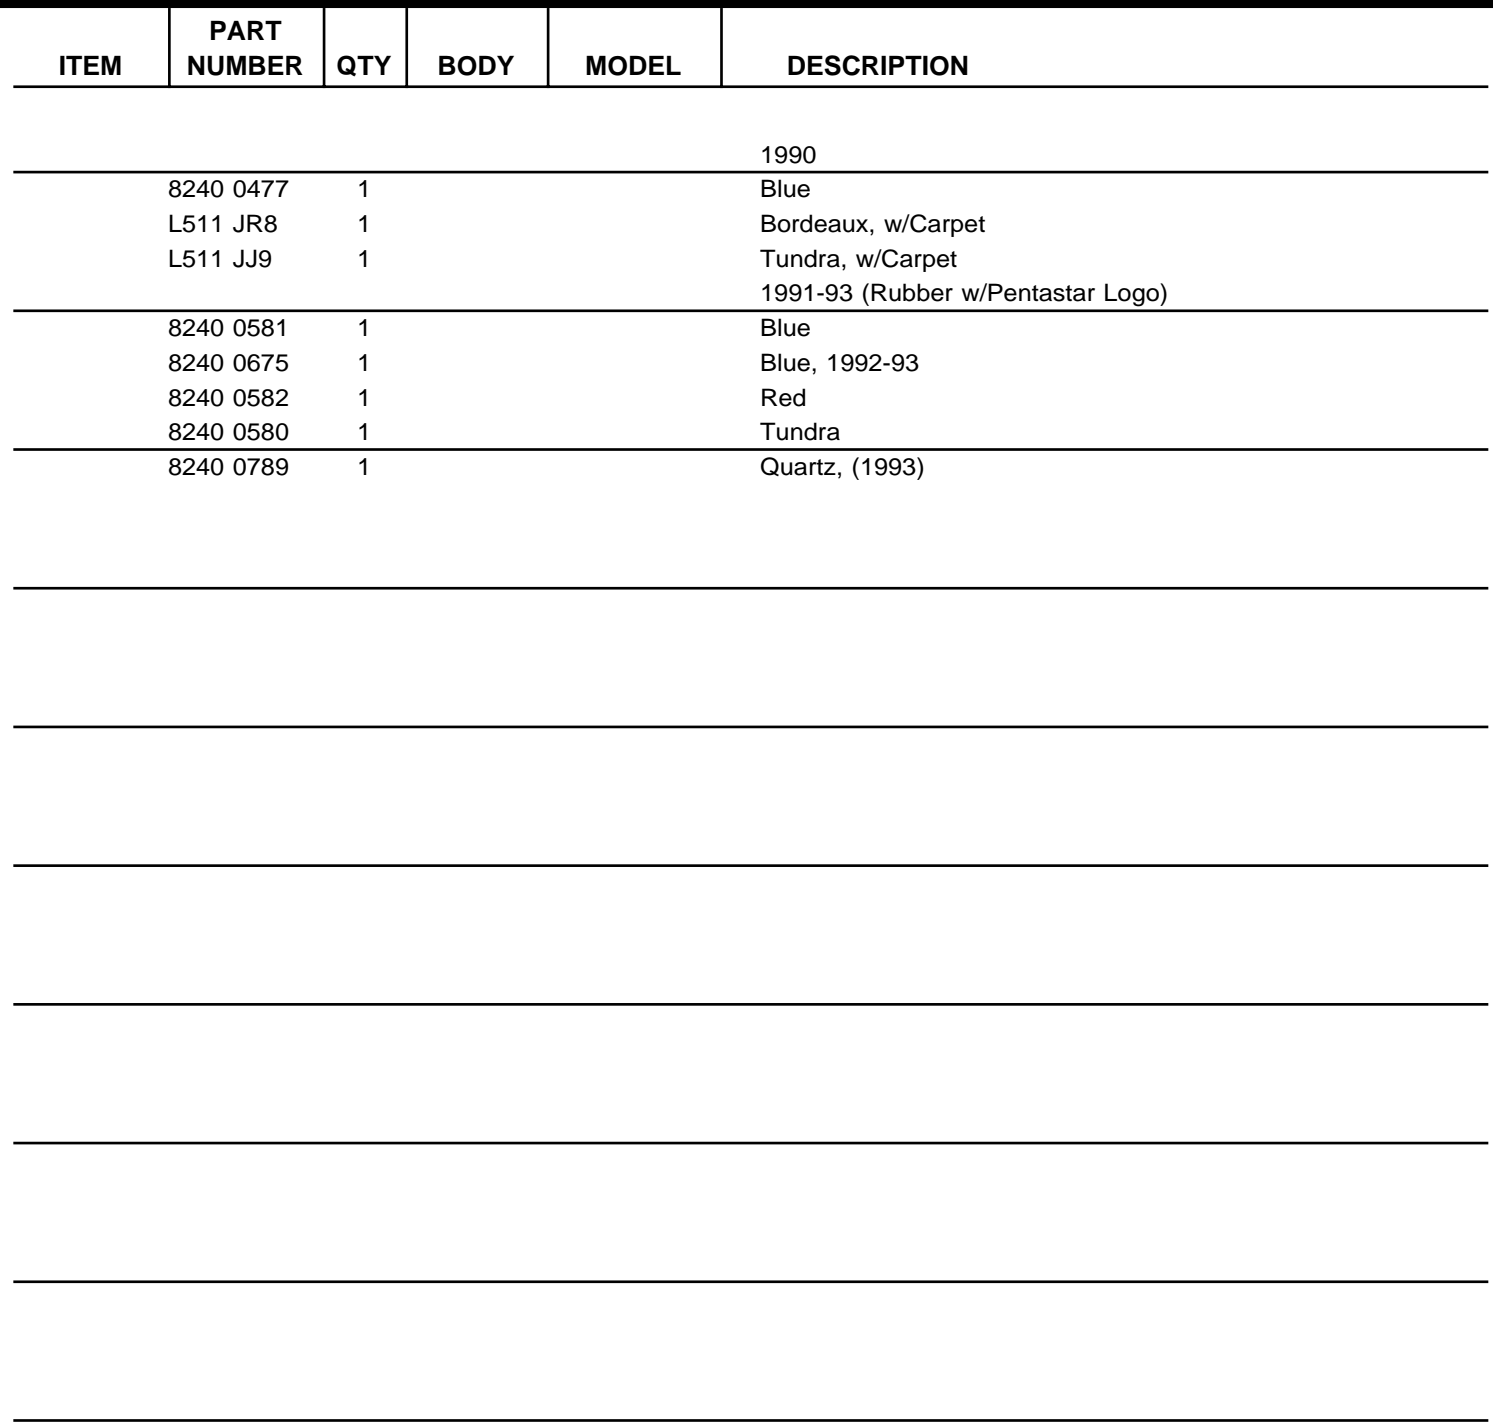 PART
ITEM NUMBER QTY BODY MODEL DESCRIPTION
1990
8240 0477 1 Blue
L511 JR8 1 Bordeaux, w/Carpet
L511 JJ9 1 Tundra, w/Carpet
1991-93 (Rubber w/Pentastar Logo)
8240 0581 1 Blue
8240 0675 1 Blue, 1992-93
8240 0582 1 Red
8240 0580 1 Tundra
8240 0789 1 Quartz, (1993)